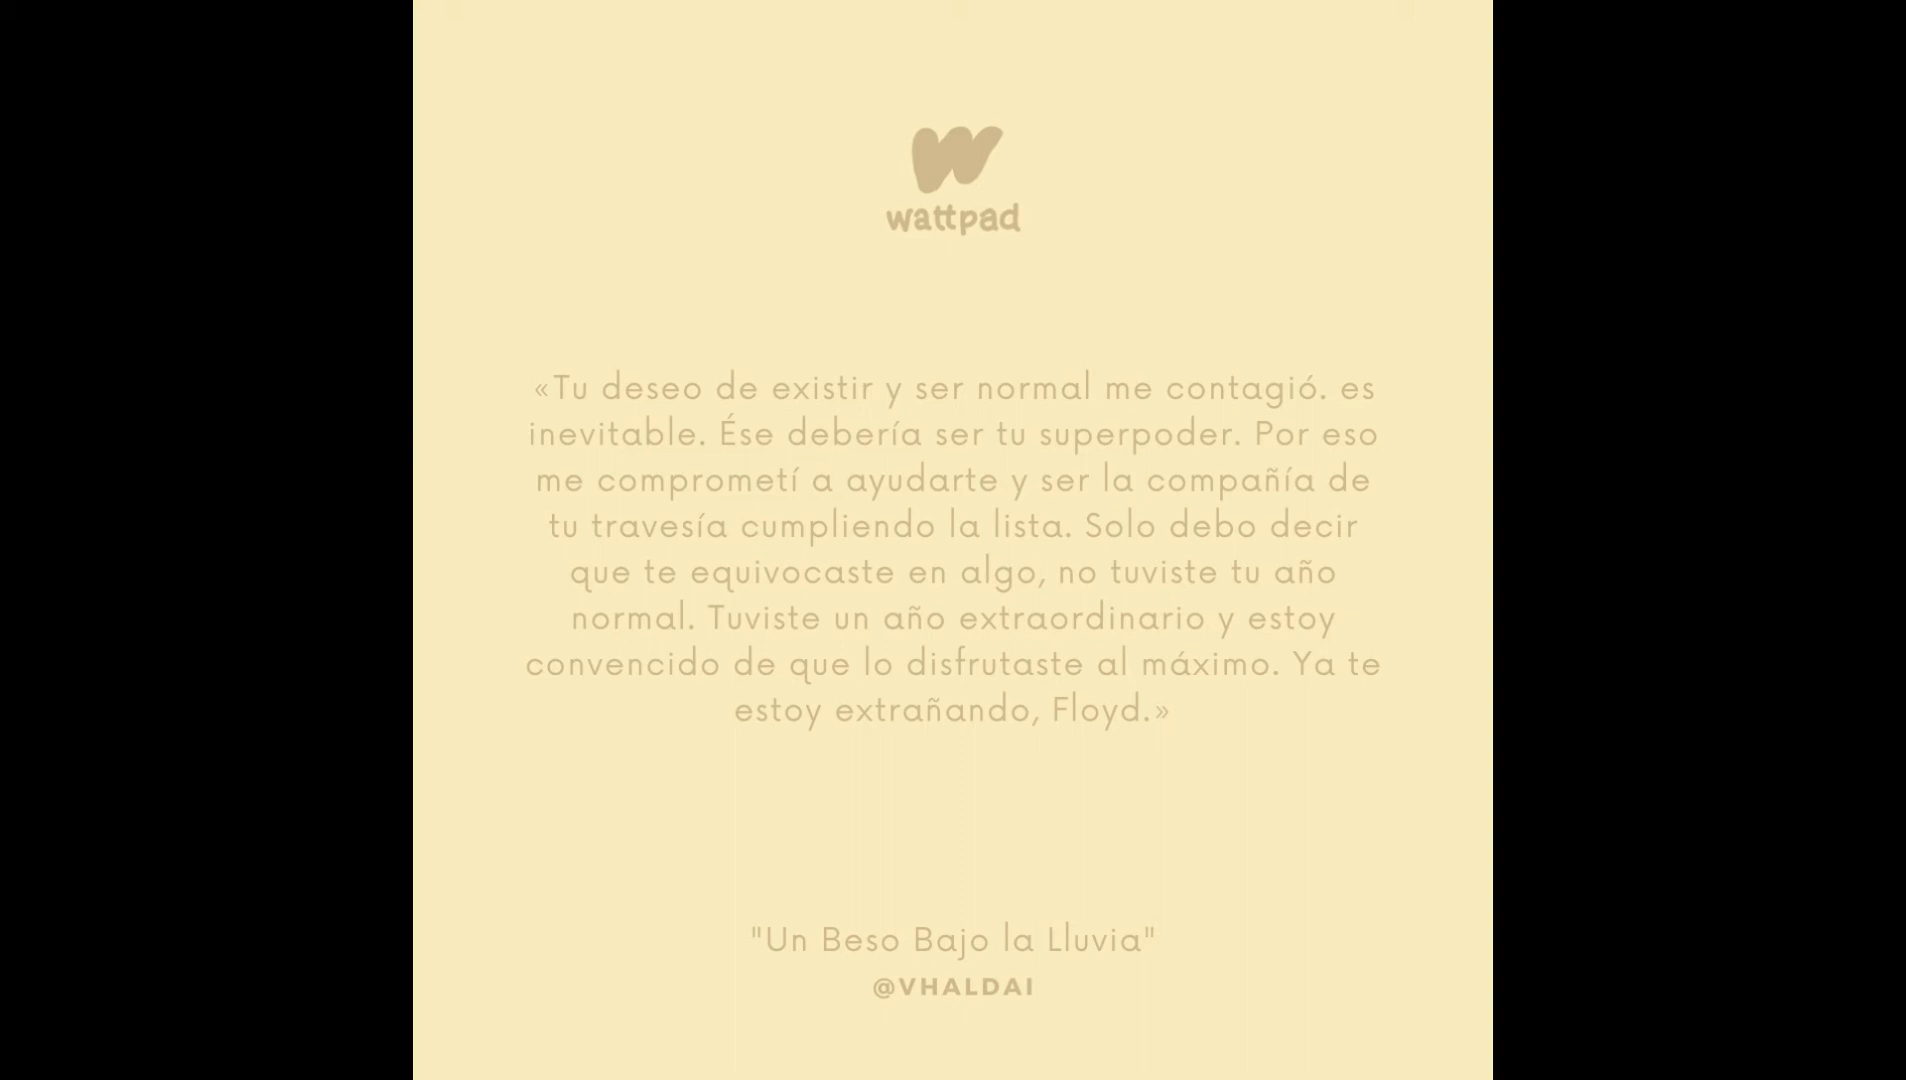 wattpad
«Tu deseo de existir y ser normal me contagió. es
inevitable. Ése debería ser tu superpoder. Por eso
me comprometí a ayudarte y ser la compañía de
tu travesía cumpliendo la lista. Solo debo decir
que te equivocaste en algo, no tuviste tu año
normal. Tuviste un año extraordinario y estoy
convencido de que lo disfrutaste al máximo. Ya te
estoy extrañando, Floyd.»
"Un Beso Bajo la Lluvia"
@VHALDAI